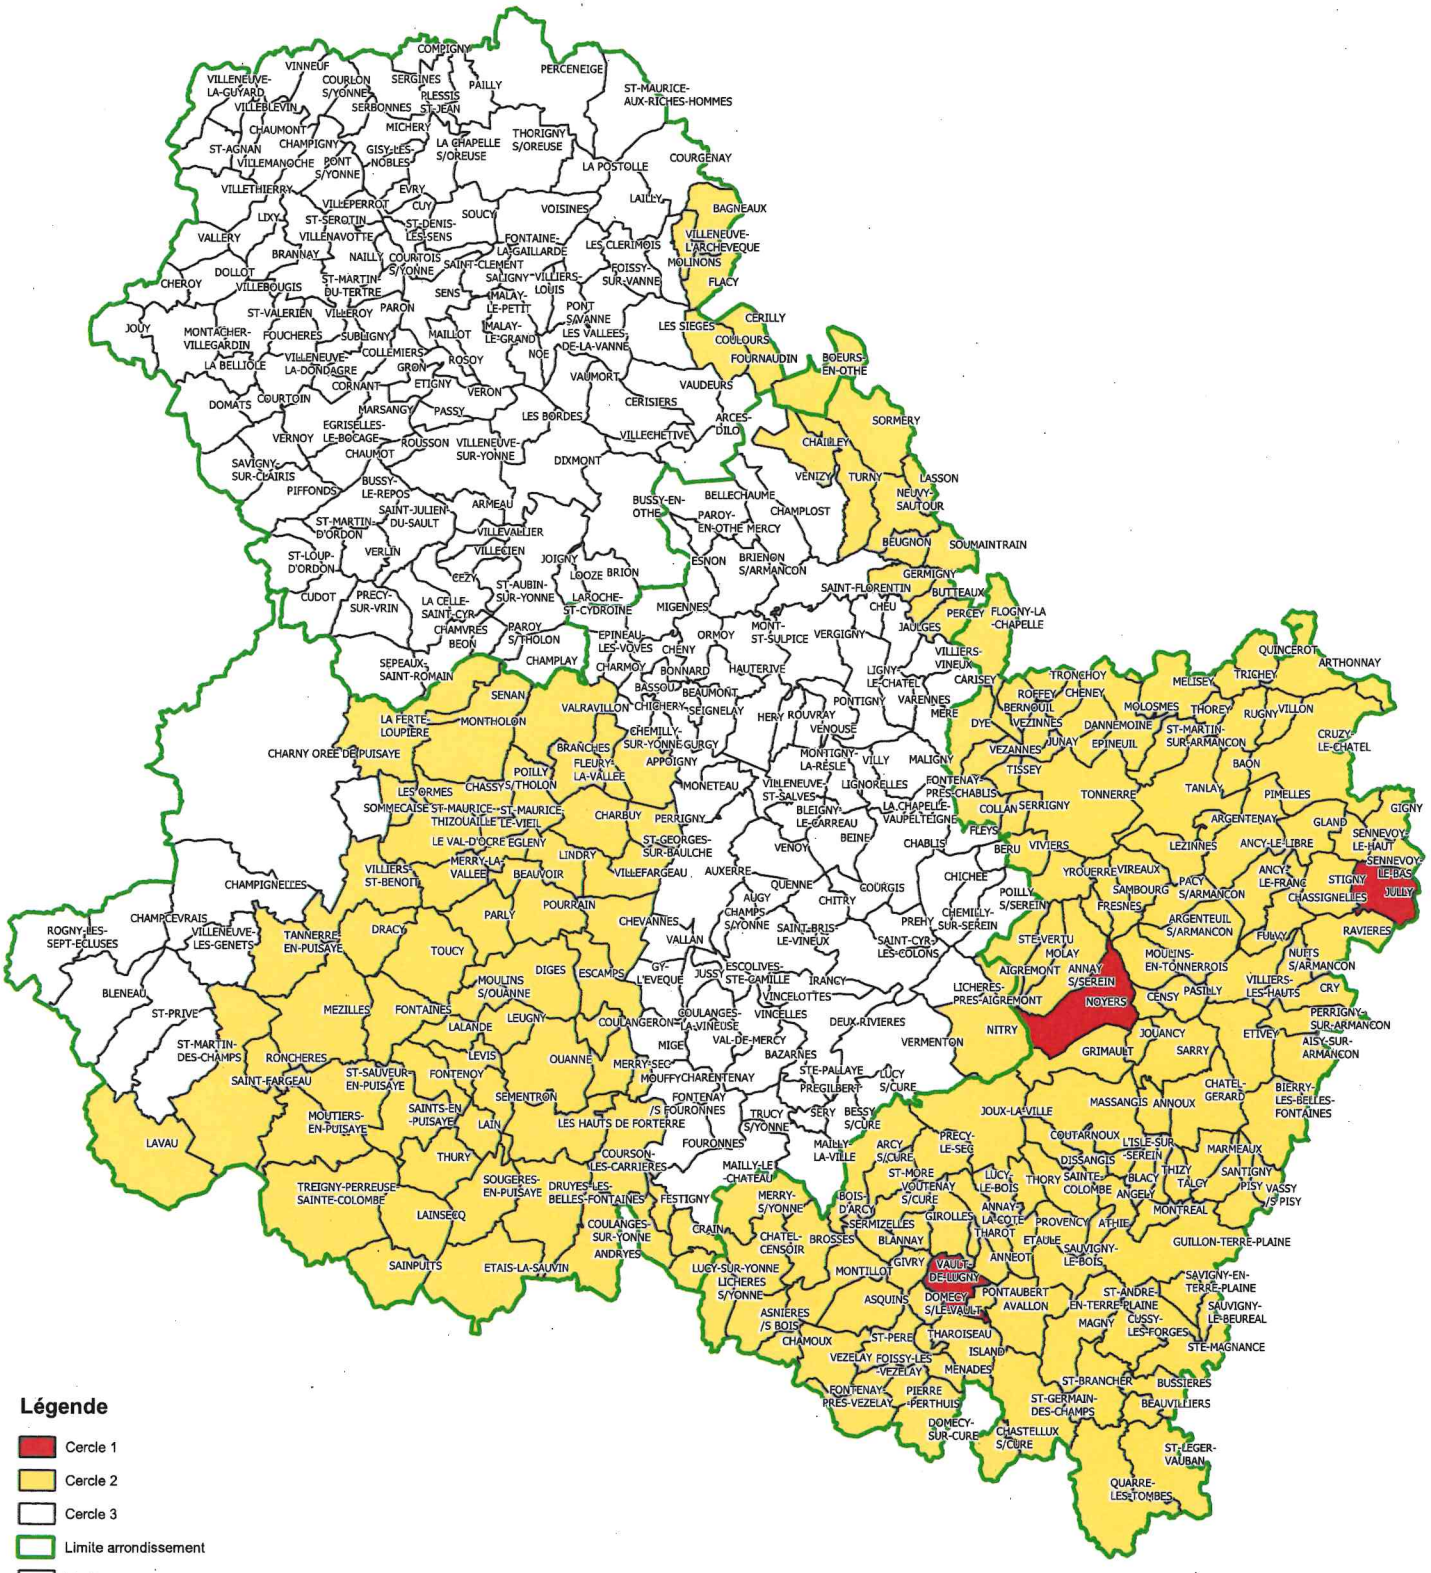 COMPIGNY
VINNEUF
PERCENEIGE
VILLENEUVE-
LA-GUYARD
COURLON
S/YONNE
SERGINES
PAILLY
ST-MAURICE-
AUX-RICHES-HOMMES
PLESSIS
ST-JEAN
VILLEBLEVIN
SERBONNES
CHAUMONT
MICHERY
THORIGNY
S/OREUSE
ST-AGNAN
CHAMPIGNY
GISY-LES-
NOBLES
LA CHAPELLE
S/OREUSE
COURGENAY
VILLEMANOCHE
PONT
S/YONNE
LA POSTOLLE
VILLETHIERRY
EVRY
LAILLY
VILLEPERROT
CUY
SOUCY
VOISINES
BAGNEAUX
LIXY
ST-SEROTIN
ST-DENIS-
LES-SENS
VALLERY
VILLENAVOTTE
FONTAINE-
LA-GAILLARDE
LES CLERIMOIS
VILLENEUVE-
L'ARCHEVEQUE
BRANNAY
NAILLY
COURTOIS
S/YONNE
SAINT-CLEMENT
MOLINONS
DOLLOT
ST-MARTIN-
DU-TERTRE
SALIGNY
VILLIERS-
LOUIS
FOISSY-
SUR-VANNE
CHEROY
VILLEBOUGIS
SENS
MALAY-
LE-PETIT
FLACY
ST-VALERIEN
VILLEROY
PARON
PONT
S/VANNE
CERILLY
JOUY
MONTACHER-
VILLEGARDIN
FOUCHERES
SUBLIGNY
MAILLOT
MALAY-
LE-GRAND
LES VALLEES-
DE-LA-VANNE
LES SIEGES
COULOURS
LA BELLIOLE
VILLENEUVE-
LA-DONDAGRE
COLLEMIERS
GRON
ROSOY
NOE
FOURNAUDIN
BOEURS-
EN-OTHE
CORNANT
ETIGNY
VERON
VAUMORT
VAUDEURS
DOMATS
COURTOIN
MARSANGY
PASSY
LES BORDES
CERISIERS
ARCES-
DILO
SORMERY
EGRISELLES-
LE-BOCAGE
VERNOY
ROUSSON
VILLENEUVE-
SUR-YONNE
VILLECHETIVE
CHAILLEY
CHAUMOT
SAVIGNY-
SUR-CLAIRIS
DIXMONT
VENIZY
TURNY
LASSON
PIFFONDS
BUSSY-
LE-REPOS
BUSSY-EN-
OTHE
BELLECHAUME
NEUVY-
SAUTOUR
SAINT-JULIEN-
DU-SAULT
ARMEAU
PAROY-
EN-OTHE
MERCY
CHAMPLOST
ST-MARTIN-
D'ORDON
VILLEVALLIER
BEUGNON
SOUMAINTRAIN
ST-LOUP-
D'ORDON
VERLIN
VILLECIEN
JOIGNY
ESNON
BRIENON
S/ARMANCON
GERMIGNY
CEZY
LOOZE
BRION
SAINT-FLORENTIN
BUTTEAUX
CUDOT
PRECY-
SUR-VRIN
ST-AUBIN-
SUR-YONNE
LAROCHE-
ST-CYDROINE
MIGENNES
CHEU
PERCEY
FLOGNY-LA
-CHAPELLE
LA CELLE-
SAINT-CYR
CHAMVRES
BEON
PAROY
S/THOLON
EPINEAU-
LES-VOVES
ORMOY
MONT-
ST-SULPICE
VERGIGNY
JAULGES
CHENY
VILLIERS-
VINEUX
QUINCEROT
ARTHONNAY
SEPEAUX-
SAINT-ROMAIN
CHAMPLAY
CHARMOY
BONNARD
HAUTERIVE
LIGNY-
LE-CHATEL
CARISEY
TRONCHOY
MELISEY
TRICHEY
SENAN
BASSOU
BEAUMONT
ROFFEY
CHENEY
VALRAVILLON
CHICHERY
SEIGNELAY
HERY
ROUVRAY
PONTIGNY
VARENNES
MERE
BERNOUIL
MOLOSMES
THOREY
RUGNY
VILLON
LA FERTE-
LOUPIERE
MONTHOLON
VENOUSE
DYE
VEZINNES
DANNEMOINE
ST-MARTIN-
SUR-ARMANCON
CRUZY-
LE-CHATEL
CHEMILLY-
SUR-YONNE
GURGY
CHARNY OREE DE PUISAYE
BRANCHES
FLEURY-
LA-VALLEE
APPOIGNY
MONTIGNY-
LA-RESLE
VILLY
MALIGNY
VEZANNES
JUNAY
EPINEUIL
BAON
POILLY
S/THOLON
TISSEY
CHASSY
LES ORMES
MONETEAU
VILLENEUVE-
ST-SALVES
LIGNORELLES
FONTENAY-
PRES-CHABLIS
TONNERRE
TANLAY
PIMELLES
SOMMECAISE
ST-MAURICE-
THIZOUAILLE
ST-MAURICE-
LE-VIEIL
CHARBUY
PERRIGNY
BLEIGNY-
LE-CARREAU
LA CHAPELLE-
VAUPELTEIGNE
COLLAN
SERRIGNY
ARGENTENAY
GLAND
GIGNY
LE VAL-D'OCRE
EGLENY
ST-GEORGES-
SUR-BAULCHE
VENOY
BEINE
CHABLIS
FLEYS
BERU
VIVIERS
LEZINNES
ANCY-LE-LIBRE
SENNEVOY-
LE-HAUT
VILLIERS-
ST-BENOIT
MERRY-LA-
VALLEE
LINDRY
BEAUVOIR
VILLEFARGEAU
AUXERRE
CHICHEE
YROUERRE
VIREAUX
PACY
S/ARMANCON
ANCY-
LE-FRANC
STIGNY
SENNEVOY-
LE-BAS
CHAMPIGNELLES
QUENNE
COURGIS
POILLY
S/SEREIN
SAMBOURG
CHASSIGNELLES
JULLY
POURRAIN
AUGY
CHITRY
FRESNES
PARLY
CHAMPS
S/YONNE
CHAMPCEVRAIS
CHEVANNES
PREHY
CHEMILLY-
SUR-SEREIN
ARGENTEUIL
S/ARMANCON
RAVIERES
ROGNY-LES-
SEPT-ECLUSES
VILLENEUVE-
LES-GENETS
TANNERRE-
EN-PUISAYE
DRACY
SAINT-BRIS-
LE-VINEUX
FULVY
VALLAN
SAINT-CYR-
LES-COLONS
STE-VERTU
TOUCY
MOLAY
MOULINS-
EN-TONNERROIS
NUITS
S/ARMANCON
GY-
L'EVEQUE
JUSSY
ESCOLIVES-
STE-CAMILLE
IRANCY
AIGREMONT
ANNAY
S/SEREIN
DIGES
ESCAMPS
MOULINS
S/OUANNE
LICHERES-
PRES-AIGREMONT
VILLIERS-
LES-HAUTS
CRY
BLENEAU
VINCELOTTES
CENSY
PASILLY
NOYERS
MEZILLES
FONTAINES
VINCELLES
ST-PRIVE
COULANGES-
LA-VINEUSE
LALANDE
LEUGNY
COULANGERON
DEUX-RIVIERES
NITRY
PERRIGNY-
SUR-ARMANCON
JOUANCY
ETIVEY
ST-MARTIN-
DES-CHAMPS
MIGE
VAL-DE-MERCY
VERMENTON
AISY-SUR-
ARMANCON
RONCHERES
LEVIS
OUANNE
BAZARNES
GRIMAULT
SARRY
ST-SAUVEUR-
EN-PUISAYE
FONTENOY
MERRY-SEC
STE-PALLAYE
LUCY
S/CURE
SAINT-FARGEAU
MOUFFY
CHARENTENAY
PREGILBERT
CHATEL-
GERARD
BIERRY-
LES-BELLES-
FONTAINES
SEMENTRON
FONTENAY
/S FOURONNES
SERY
BESSY
S/CURE
MASSANGIS
ANNOUX
MOUTIERS-
EN-PUISAYE
SAINTS-EN
-PUISAYE
LAIN
LES HAUTS DE FORTERRE
TRUCY
S/YONNE
JOUX-LA-VILLE
LAVAU
FOURONNES
MAILLY-
LA-VILLE
ARCY
S/CURE
PRECY-
LE-SEC
COUTARNOUX
L'ISLE-SUR
-SEREIN
MARMEAUX
THURY
COURSON-
LES-CARRIERES
MAILLY-LE
-CHATEAU
DISSANGIS
SANTIGNY
ST-MORE
VOUTENAY
S/CURE
LUCY-
LE-BOIS
THORY
SAINTE-
COLOMBE
BLACY
THIZY
TALCY
PISY
VASSY
/S PISY
TREIGNY-PERREUSE
SAINTE-COLOMBE
SOUGERES-
EN-PUISAYE
DRUYES-LES-
BELLES-FONTAINES
FESTIGNY
MERRY-
S/YONNE
BOIS-
D'ARCY
ANGELY
MONTREAL
LAINSECQ
COULANGES-
SUR-YONNE
CRAIN
SERMIZELLES
GIROLLES
ANNAY-
LA-COTE
PROVENCY
ATHIE
BROSSES
BLANNAY
THAROT
ETAULE
GUILLON-TERRE-PLAINE
CHATEL-
CENSOIR
ANDRYES
GIVRY
ANNEOT
SAUVIGNY-
LE-BOIS
SAINPUITS
ETAIS-LA-SAUVIN
LUCY-SUR-YONNE
LICHERES
S/YONNE
MONTILLOT
VAULT-
DE-LUGNY
SAVIGNY-EN-
TERRE-PLAINE
ASQUINS
DOMECY
S/LE-VAULT
PONTAUBERT
AVALLON
ST-ANDRE-
EN-TERRE-PLAINE
SAUVIGNY-
LE-BEUREAL
ASNIERES
/S BOIS
MAGNY
CUSSY-
LES-FORGES
CHAMOUX
ST-PERE
THAROISEAU
STE-MAGNANCE
ISLAND
VEZELAY
FOISSY-LES
-VEZELAY
MENADES
ST-BRANCHER
BUSSIERES
FONTENAY-
PRES-VEZELAY
PIERRE
-PERTHUIS
ST-GERMAIN-
DES-CHAMPS
BEAUVILLIERS
DOMECY-
SUR-CURE
CHASTELLUX
S/CURE
ST-LEGER-
VAUBAN
QUARRE-
LES-TOMBES
Légende
Cercle 1
Cercle 2
Cercle 3
Limite arrondissement